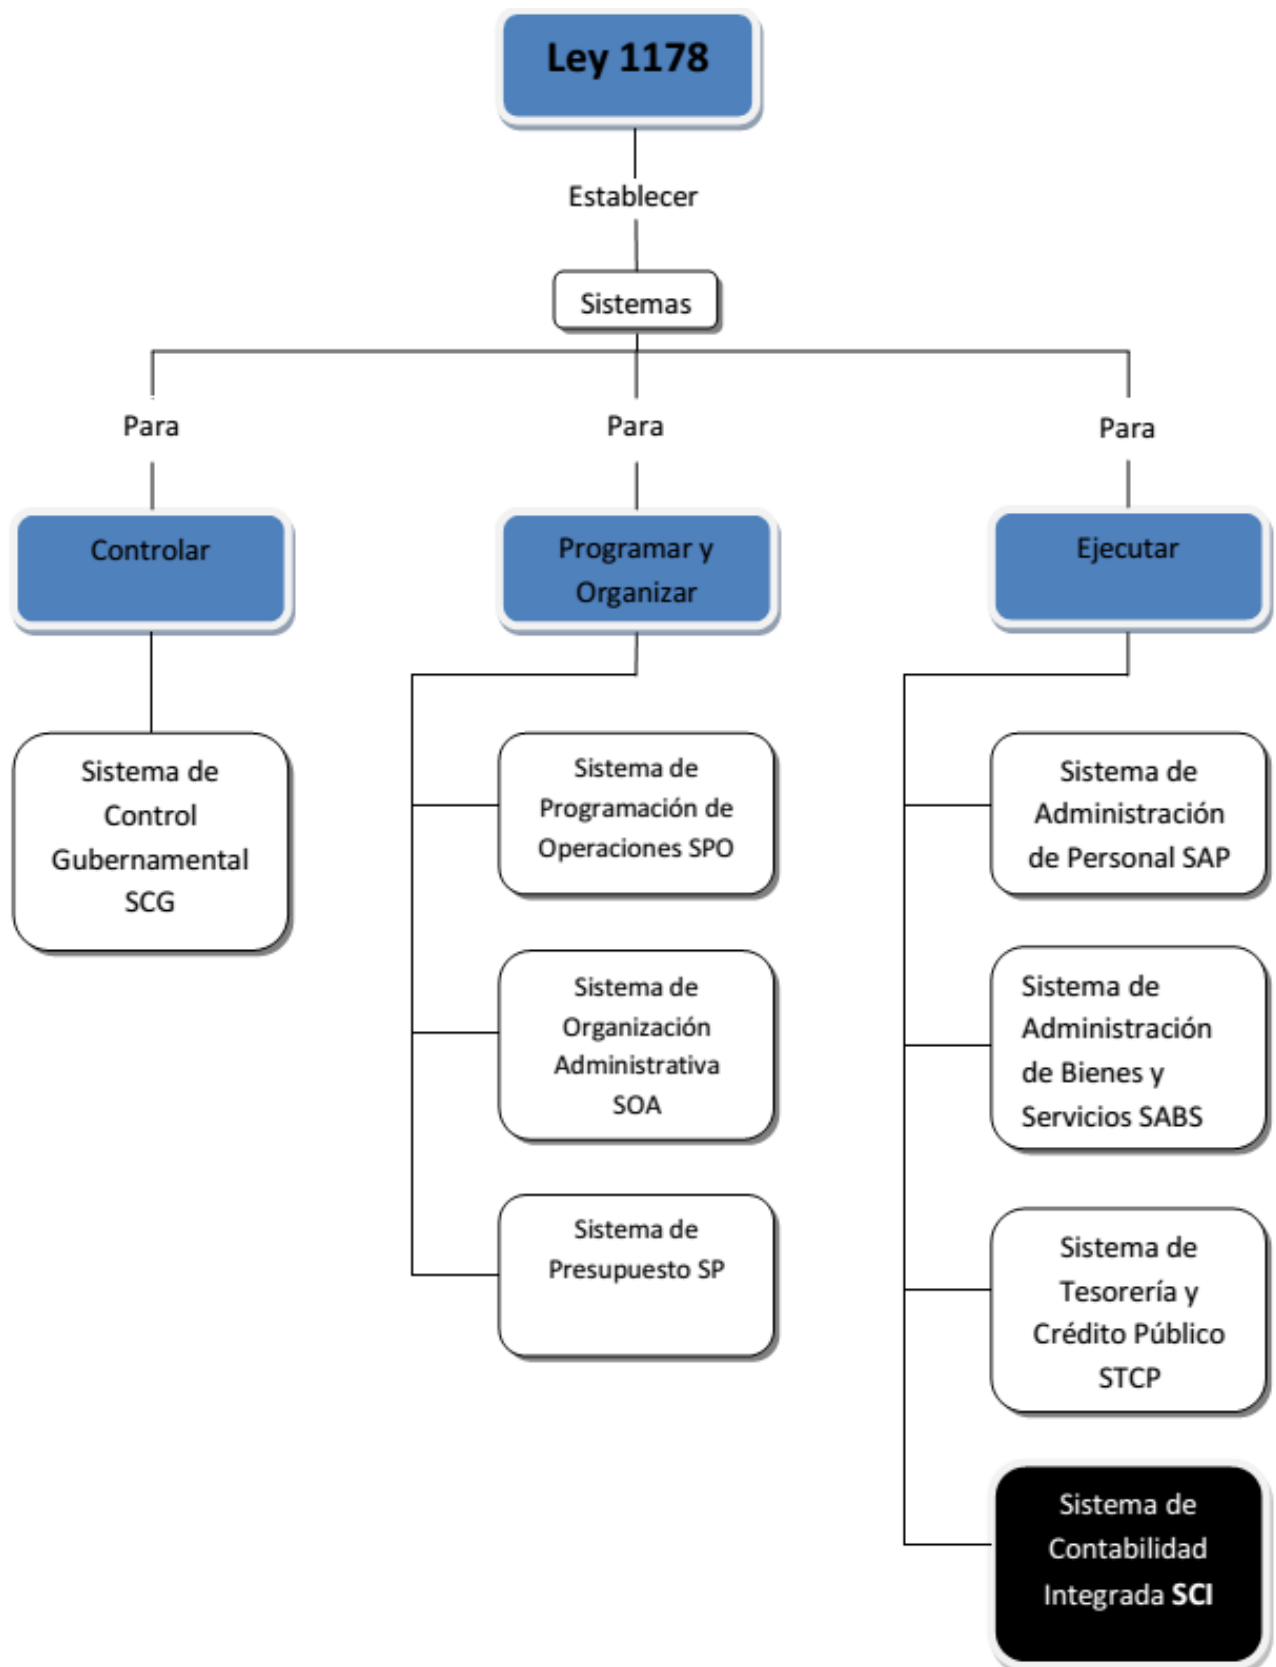 Ley 1178
Establecer
Sistemas
Para
Para
Para
Controlar
Programar y
Organizar
Ejecutar
Sistema de
Control
Gubernamental
SCG
Sistema de
Programación de
Operaciones SPO
Sistema de
Organización
Administrativa
SOA
Sistema de
Presupuesto SP
Sistema de
Administración
de Personal SAP
Sistema de
Administración
de Bienes y
Servicios SABS
Sistema de
Tesorería y
Crédito Público
STCP
Sistema de
Contabilidad
Integrada SCI